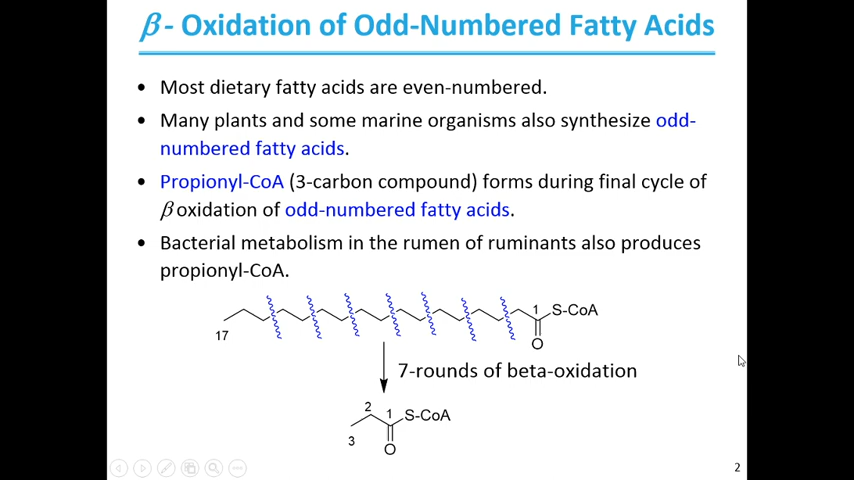 β- Oxidation of Odd-Numbered Fatty Acids
• Most dietary fatty acids are even-numbered.
• Many plants and some marine organisms also synthesize odd-
numbered fatty acids.
• Propionyl-CoA (3-carbon compound) forms during final cycle of
β oxidation of odd-numbered fatty acids.
• Bacterial metabolism in the rumen of ruminants also produces
propionyl-CoA.
1 S-CoA
17
O
7-rounds of beta-oxidation
2
1 S-CoA
3
O
2